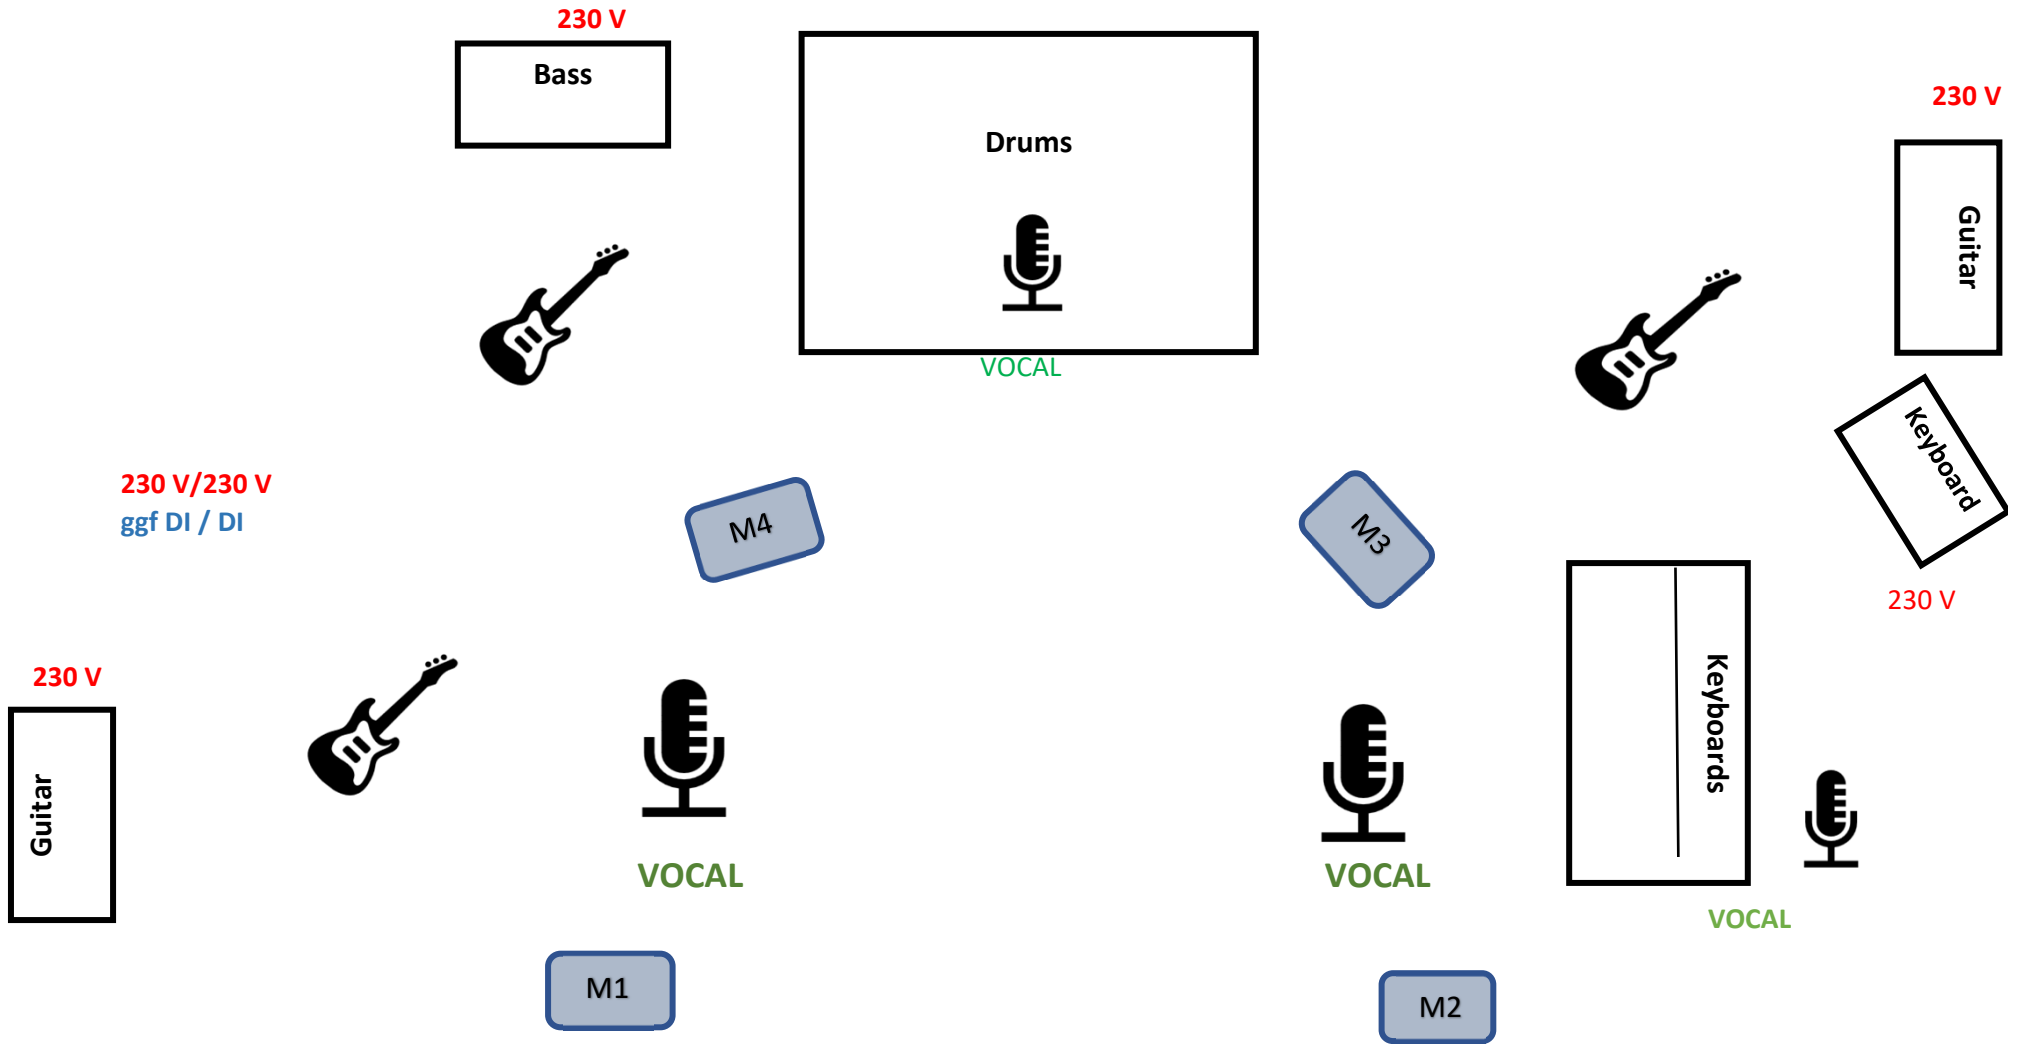 230 V
Bass
Drums
230 V
Guitar
VOCAL
Keyboard
230 V/230 V
ggf DI / DI
M4
M3
230 V
230 V
Keyboards
Guitar
VOCAL
VOCAL
VOCAL
M1
M2